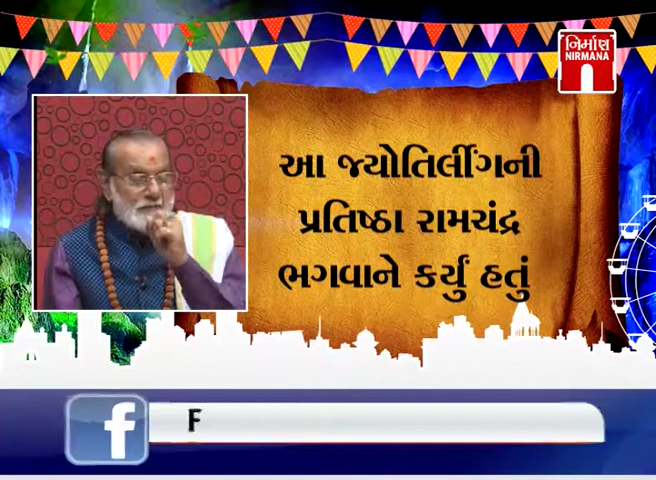 નિર્માણ
NIRMANA
આ જ્યોતિર્લીંગની
પ્રતિષ્ઠા રામચંદ્ર
ભગવાને કર્યું હતું
f
F